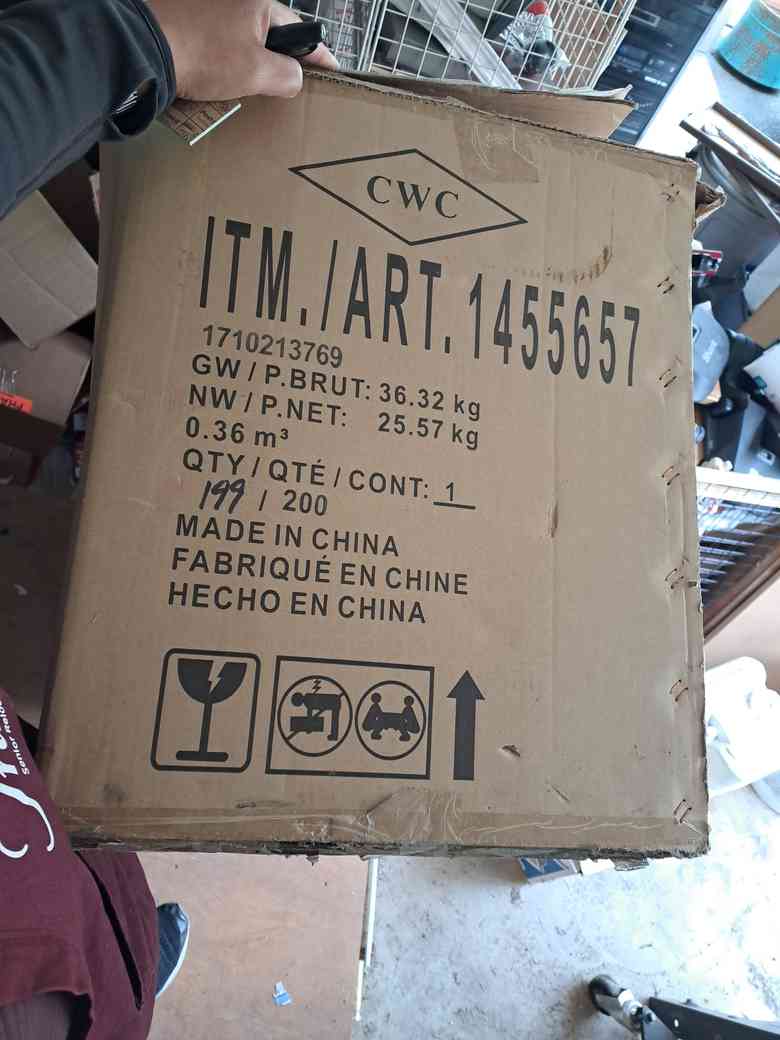 CWC
ITM./ART. 1455657
1710213769
GW / P.BRUT: 36.32 kg
NW / P.NET: 25.57 kg
0.36 m³
QTY / QTÉ / CONT: 1
199 / 200
MADE IN CHINA
FABRIQUÉ EN CHINE
HECHO EN CHINA